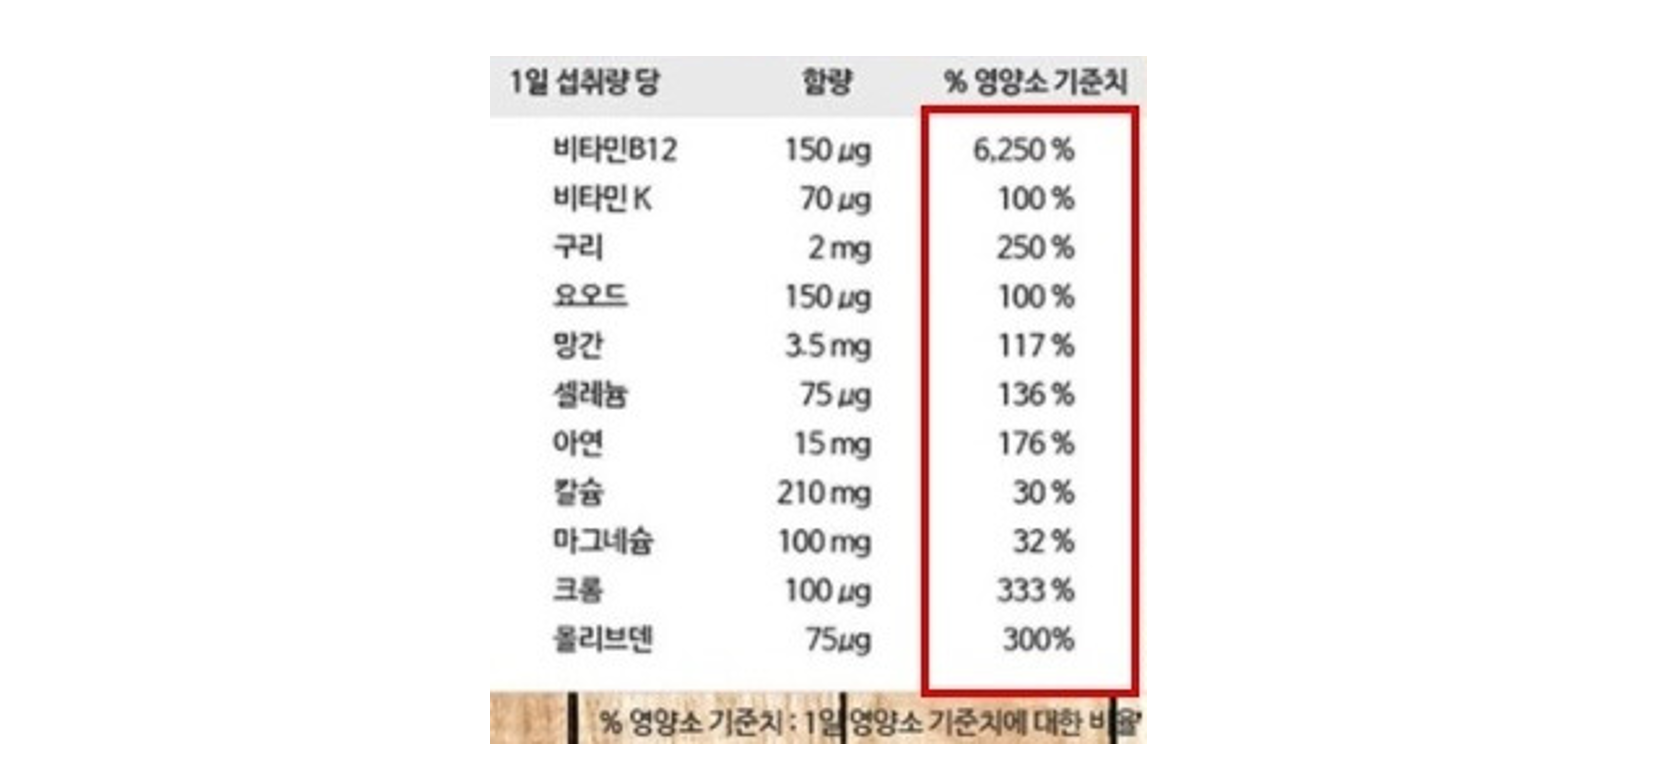 1일 섭취량 당 함량 % 영양소 기준치
비타민B12 150 µg 6,250 %
비타민 K 70 µg 100 %
구리 2 mg 250 %
요오드 150 µg 100 %
망간 3.5 mg 117 %
셀레늄 75 µg 136 %
아연 15 mg 176 %
칼슘 210 mg 30 %
마그네슘 100 mg 32 %
크롬 100 µg 333 %
몰리브덴 75µg 300%
% 영양소 기준치 : 1일 영양소 기준치에 대한 비율